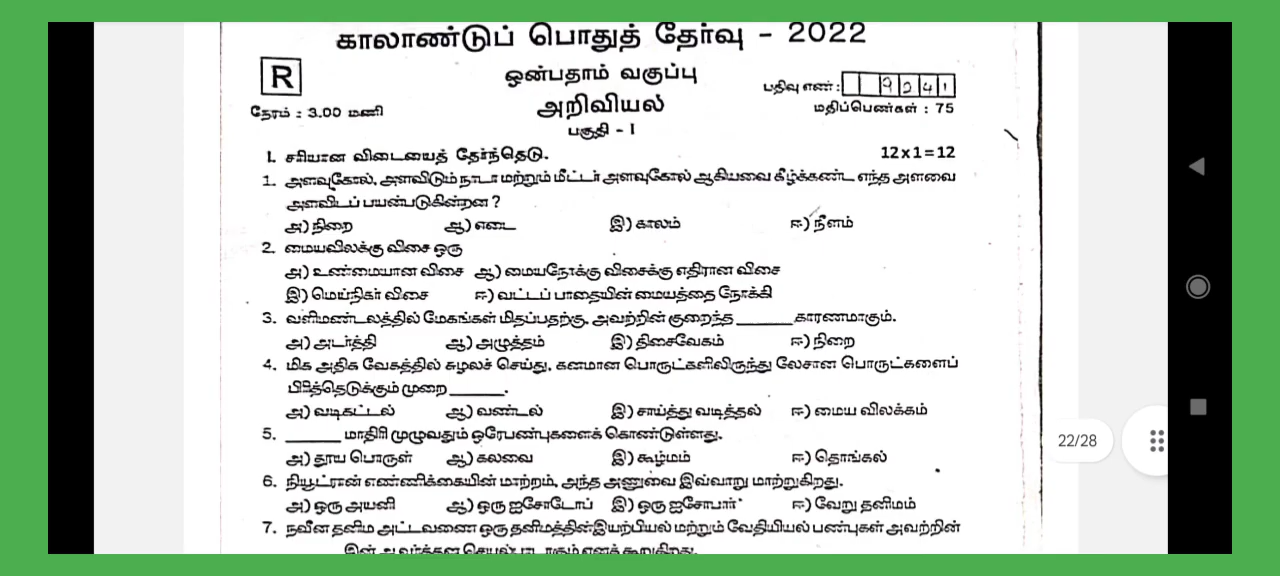 காலாண்டுப் பொதுத் தேர்வு - 2022
R
ஒன்பதாம் வகுப்பு
பதிவு எண்: 9241
நேரம் : 3.00 மணி
அறிவியல்
மதிப்பெண்கள் : 75
பகுதி - I
I. சரியான விடையைத் தேர்ந்தெடு. 12x1=12
1. அளவுகோல், அளவிடும் நாடா மற்றும் மீட்டர் அளவுகோல் ஆகியவை கீழ்க்கண்ட எந்த அளவை
அளவிடப் பயன்படுகின்றன ?
அ) நிறை ஆ) எடை இ) காலம் ஈ) நீளம்
2. மையவிலக்கு விசை ஒரு
அ) உண்மையான விசை ஆ) மையநோக்கு விசைக்கு எதிரான விசை
இ) மெய்நிகர் விசை ஈ) வட்டப் பாதையின் மையத்தை நோக்கி
3. வளிமண்டலத்தில் மேகங்கள் மிதப்பதற்கு, அவற்றின் குறைந்த ______ காரணமாகும்.
அ) அடர்த்தி ஆ) அழுத்தம் இ) திசைவேகம் ஈ) நிறை
4. மிக அதிக வேகத்தில் சுழலச் செய்து, கனமான பொருட்களிலிருந்து லேசான பொருட்களைப்
பிரித்தெடுக்கும் முறை ______.
அ) வடிகட்டல் ஆ) வண்டல் இ) சாய்த்து வடித்தல் ஈ) மைய விலக்கம்
5. ______ மாதிரி முழுவதும் ஒரேபண்புகளைக் கொண்டுள்ளது.
அ) தூய பொருள் ஆ) கலவை இ) கூழ்மம் ஈ) தொங்கல்
6. நியூட்ரான் எண்ணிக்கையின் மாற்றம், அந்த அணுவை இவ்வாறு மாற்றுகிறது.
அ) ஒரு அயனி ஆ) ஒரு ஐசோடோப் இ) ஒரு ஐசோபார் ஈ) வேறு தனிமம்
7. நவீன தனிம அட்டவணை ஒரு தனிமத்தின் இயற்பியல் மற்றும் வேதியியல் பண்புகள் அவற்றின்
22/28